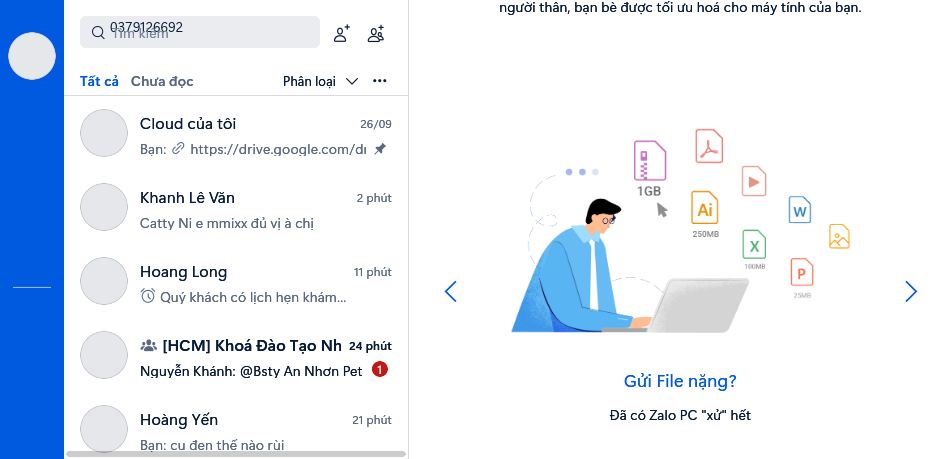 0379126692
Tìm kiếm
Tất cả Chưa đọc Phân loại
Cloud của tôi 26/09
Bạn: https://drive.google.com/dr
Khanh Lê Văn 2 phút
Catty Ni e mmixx đủ vị à chị
Hoang Long 11 phút
Quý khách có lịch hẹn khám...
[HCM] Khoá Đào Tạo Nh 24 phút
Nguyễn Khánh: @Bsty An Nhơn Pet 1
Hoàng Yến 21 phút
Bạn: cu đen thế nào rùi
người thân, bạn bè được tối ưu hoá cho máy tính của bạn.
1GB
Ai
250MB
W
X
100MB
P
25MB
Gửi File nặng?
Đã có Zalo PC "xử" hết